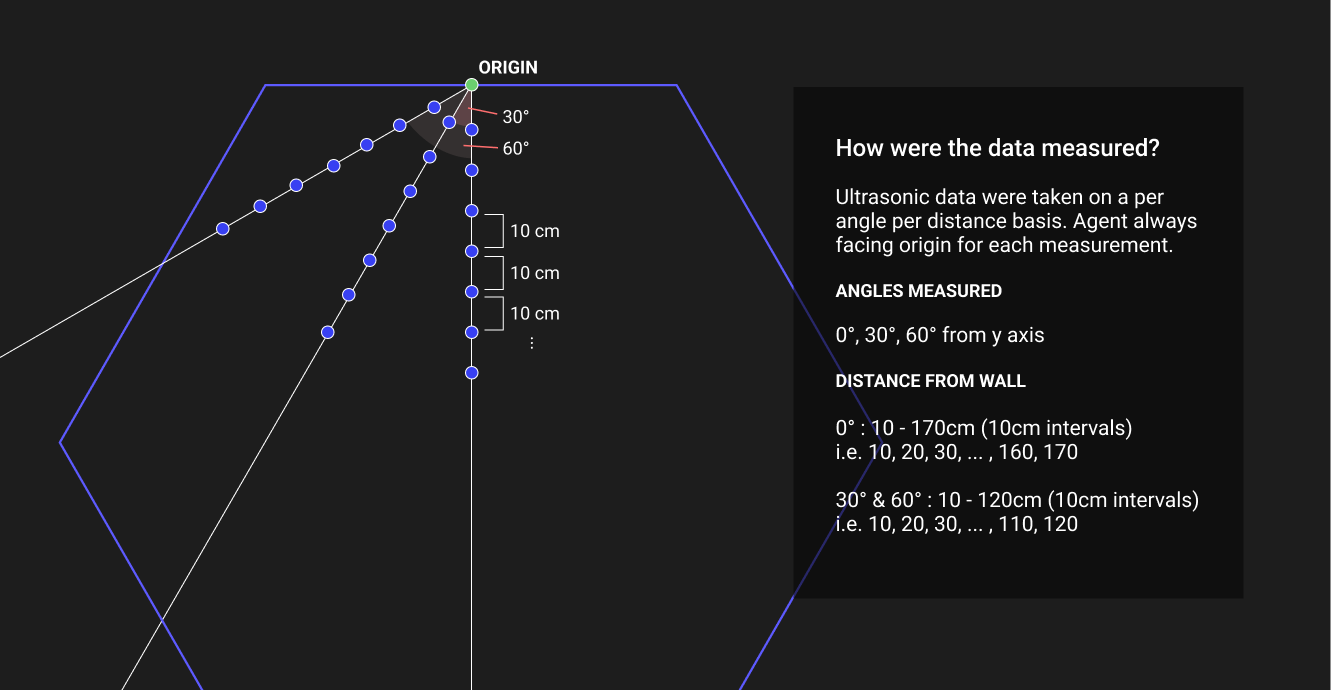 ORIGIN
30°
60°
10 cm
10 cm
10 cm
⋮
How were the data measured?
Ultrasonic data were taken on a per
angle per distance basis. Agent always
facing origin for each measurement.
ANGLES MEASURED
0°, 30°, 60° from y axis
DISTANCE FROM WALL
0° : 10 - 170cm (10cm intervals)
i.e. 10, 20, 30, ... , 160, 170
30° & 60° : 10 - 120cm (10cm intervals)
i.e. 10, 20, 30, ... , 110, 120